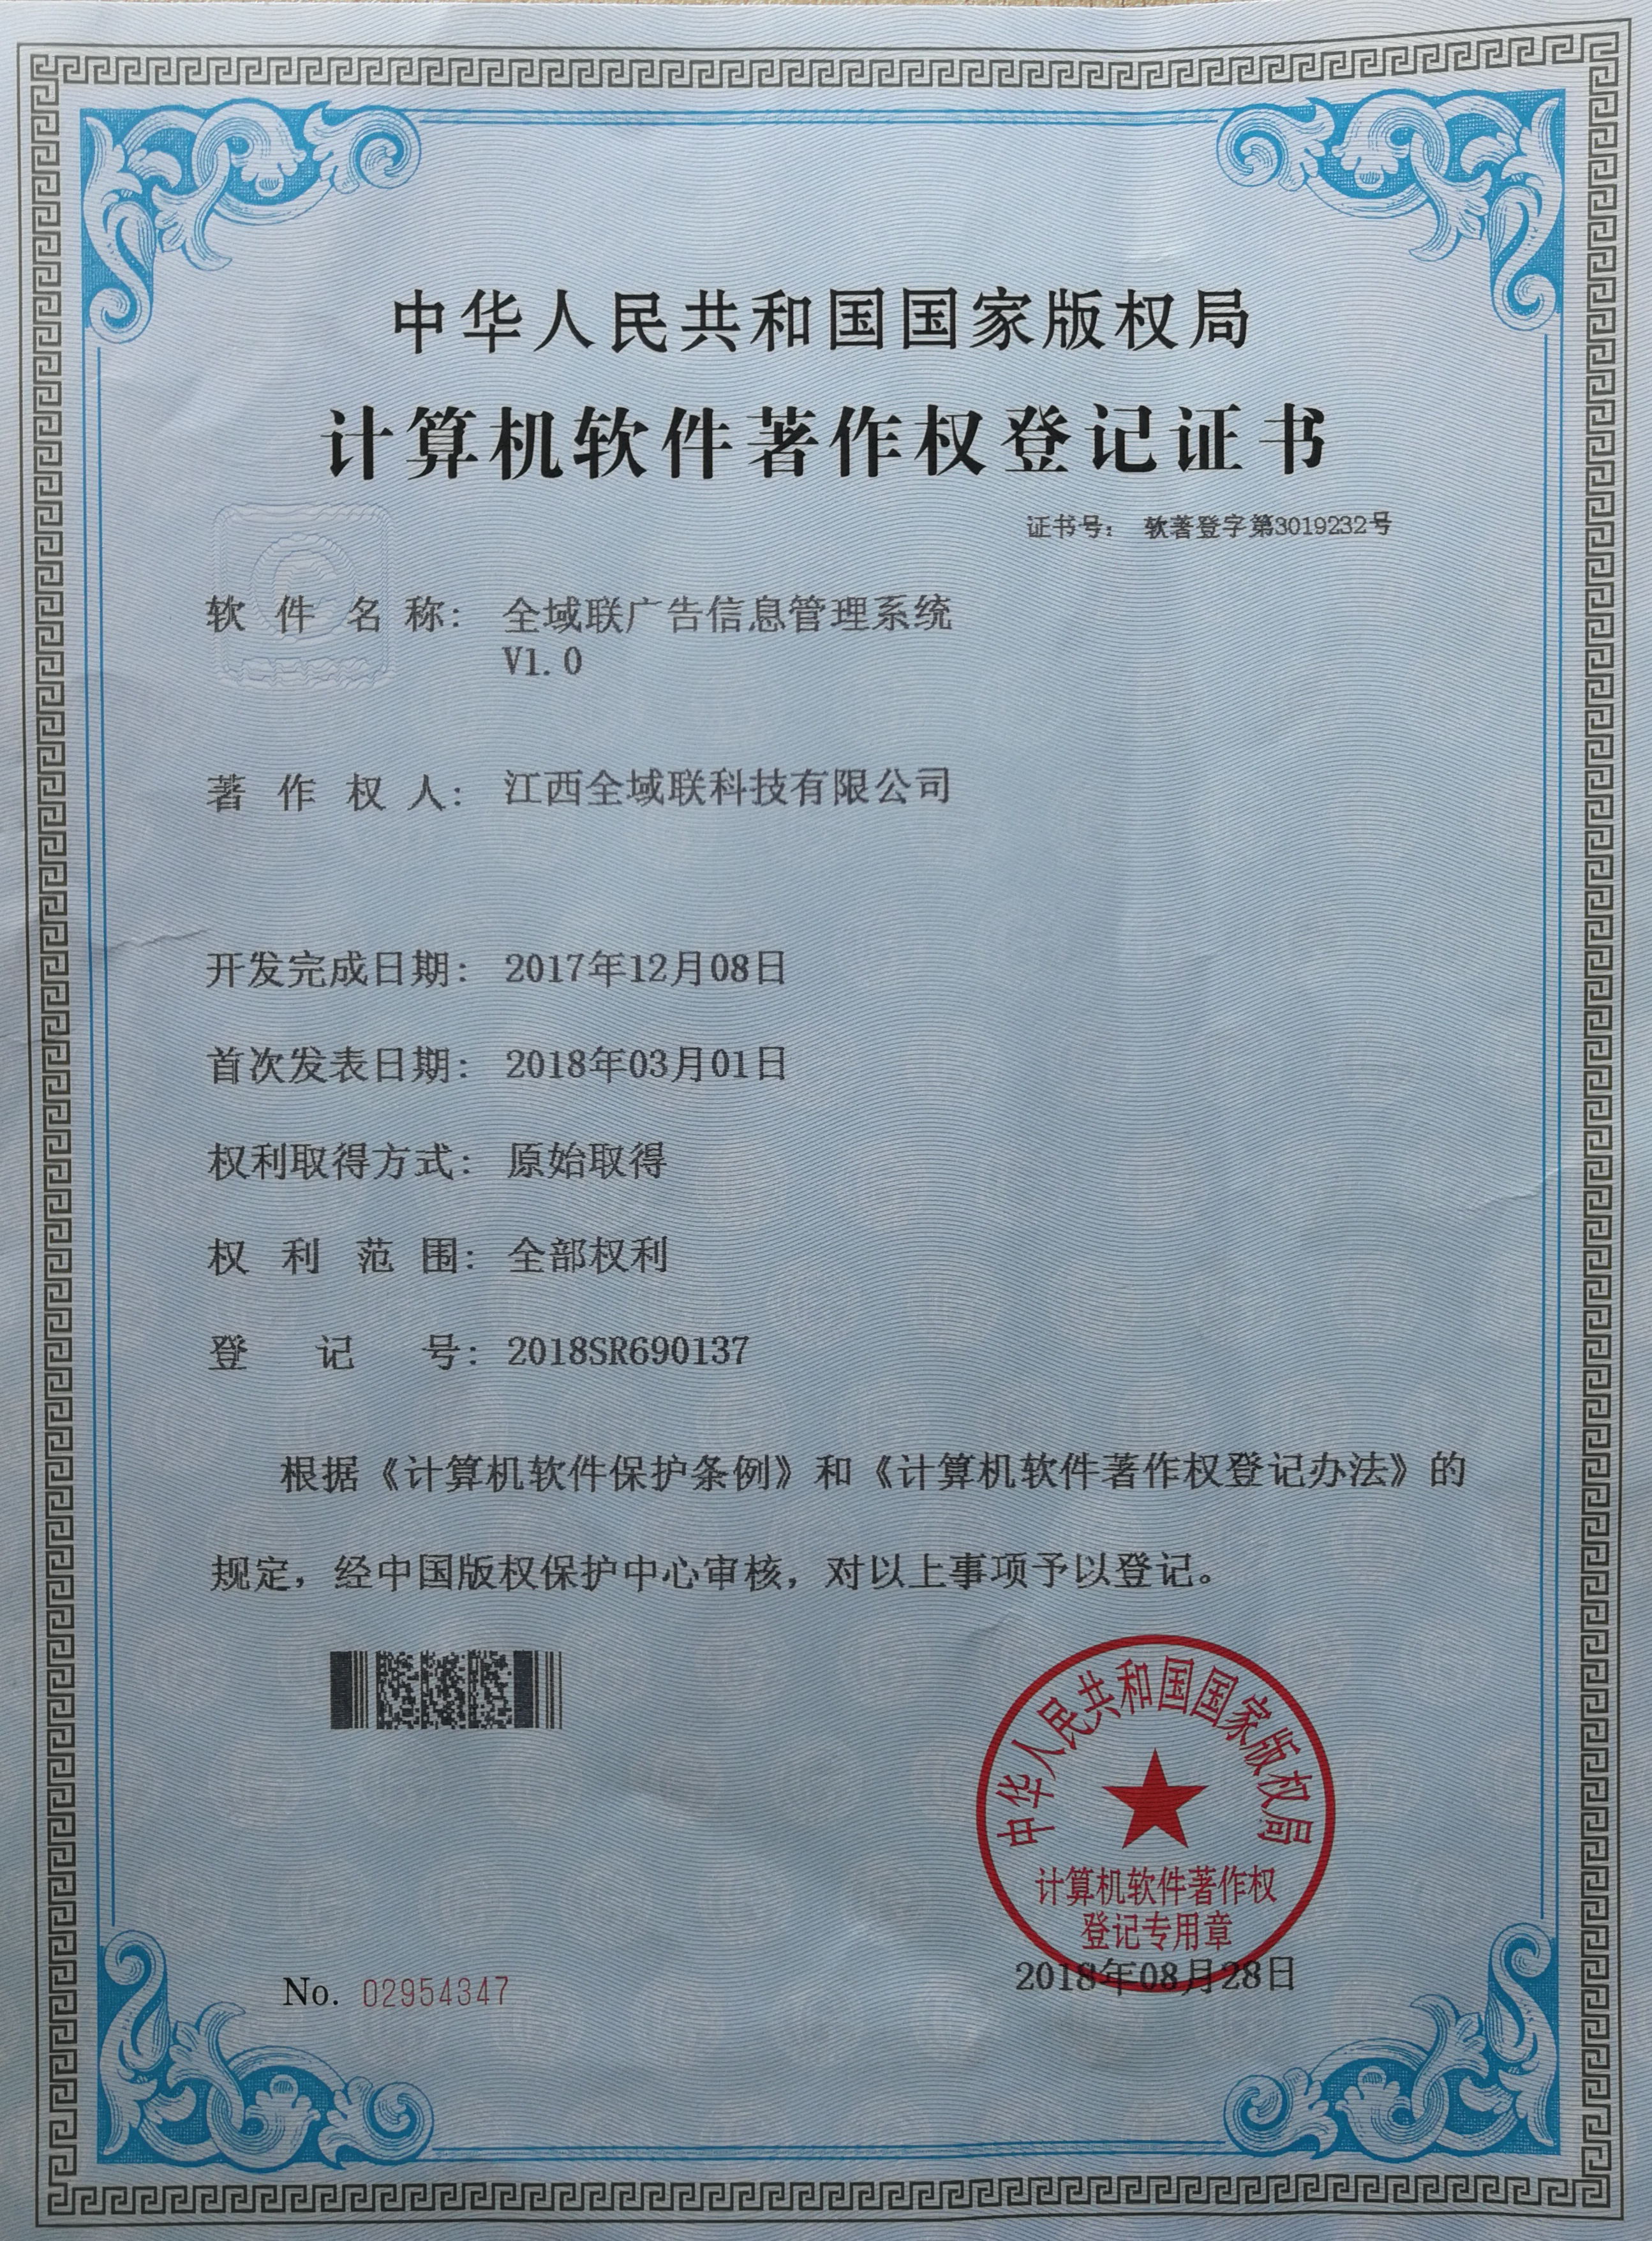 中华人民共和国国家版权局
计算机软件著作权登记证书
证书号： 软著登字第3019232号
软件名称： 全域联广告信息管理系统
V1.0
著作权人： 江西全域联科技有限公司
开发完成日期： 2017年12月08日
首次发表日期： 2018年03月01日
权利取得方式： 原始取得
权利范围： 全部权利
登记号： 2018SR690137
根据《计算机软件保护条例》和《计算机软件著作权登记办法》的
规定，经中国版权保护中心审核，对以上事项予以登记。
中华人民共和国国家版权局
计算机软件著作权
登记专用章
No. 02954347
2018年08月28日